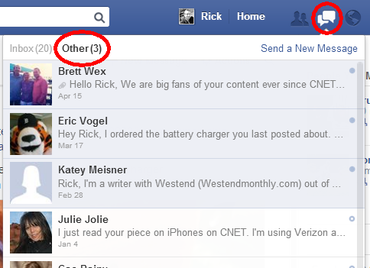 Rick Home
Inbox (20) Other (3) Send a New Message
Brett Wex
Hello Rick, We are big fans of your content ever since CNET...
Apr 15
Eric Vogel
Hey Rick, I ordered the battery charger you last posted about. ...
Mar 17
Katey Meisner
Rick, I'm a writer with Westend (Westendmonthly.com) out of ...
Feb 28
Julie Jolie
I just read your piece on iPhones on CNET. I'm using Verizon a...
Jan 4